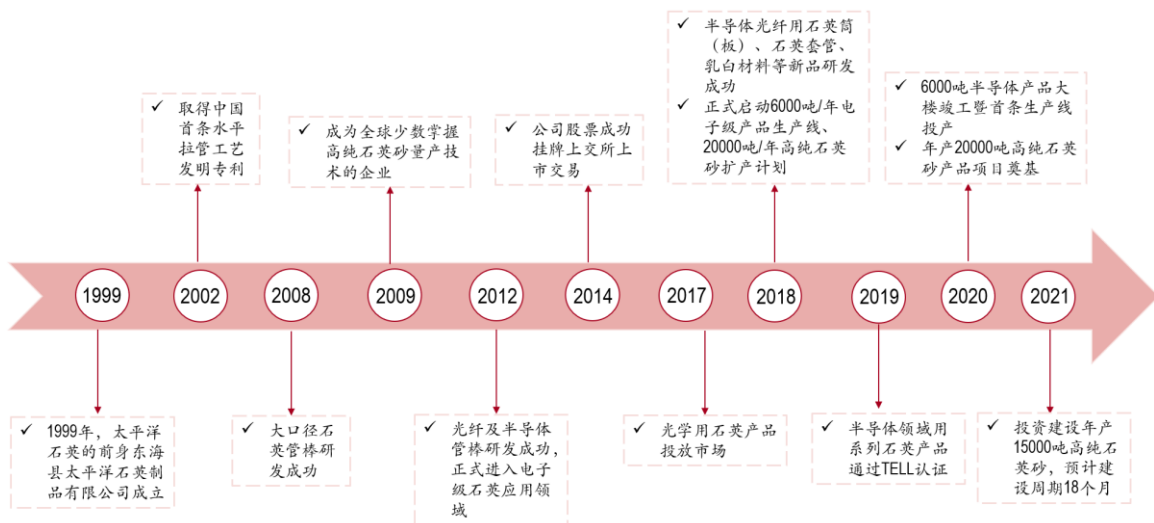 ✓ 取得中国
首条水平
拉管工艺
发明专利
✓ 成为全球少数掌握
高纯石英砂量产技
术的企业
✓ 公司股票成功
挂牌上交所上
市交易
✓ 半导体光纤用石英筒
（板）、石英套管、
乳白材料等新品研发
成功
✓ 正式启动6000吨/年电
子级产品生产线、
20000吨/年高纯石英
砂扩产计划
✓ 6000吨半导体产品大
楼竣工暨首条生产线
投产
✓ 年产20000吨高纯石英
砂产品项目奠基
1999
2002
2008
2009
2012
2014
2017
2018
2019
2020
2021
✓ 1999年，太平洋
石英的前身东海
县太平洋石英制
品有限公司成立
✓ 大口径石
英管棒研
发成功
✓ 光纤及半导体
管棒研发成功，
正式进入电子
级石英应用领
域
✓ 光学用石英产品
投放市场
✓ 半导体领域用
系列石英产品
通过TELL认证
✓ 投资建设年产
15000吨高纯石
英砂，预计建
设周期18个月